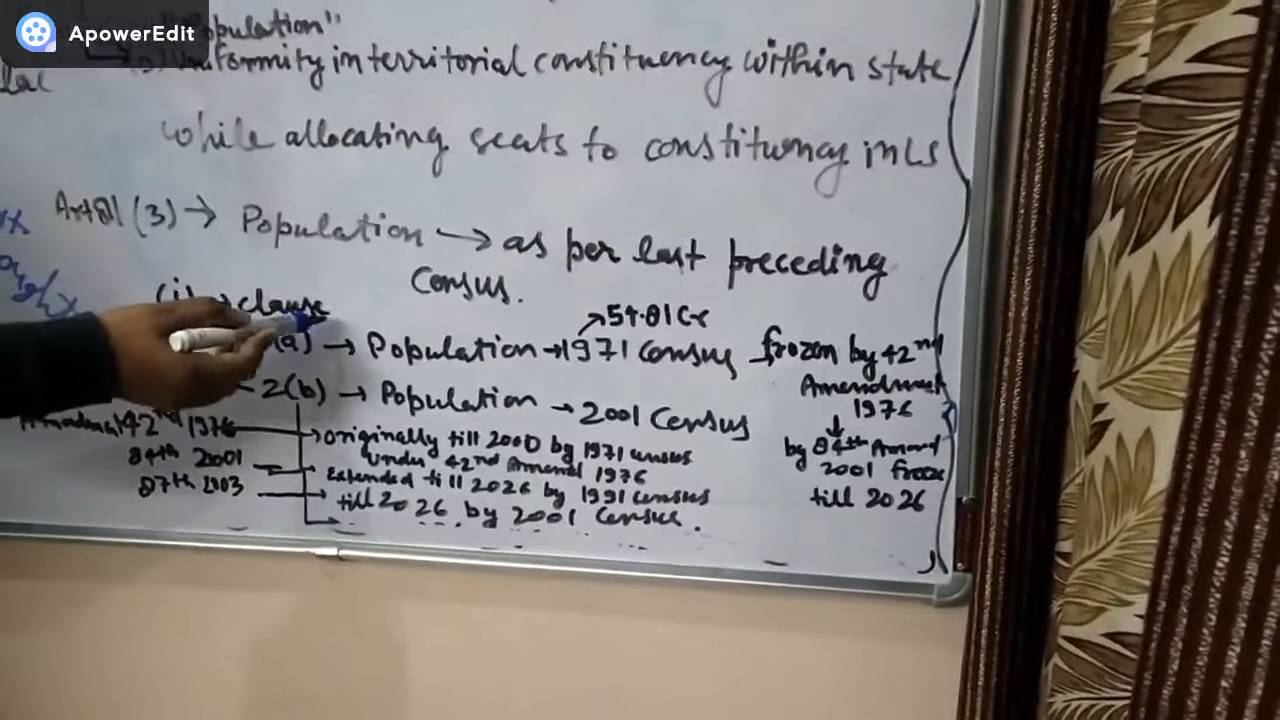 ApowerEdit
Population"
(b) Uniformity in territorial constituency within state
lac
while allocating seats to constituency in LS
Art 81 (3) → Population → as per last preceding
Census.
(i) → clause
54.81 Cr
(a) → Population → 1971 Census frozen by 42nd
Amendment
1976
2(b) → Population → 2001 Census
by 84th Amend
2001 Freeze
till 2026
42nd 1976 → originally till 2000 by 1971 census
under 42nd Amend 1976
84th 2001 Extended till 2026 by 1991 census
87th 2003 till 2026 by 2001 Census.